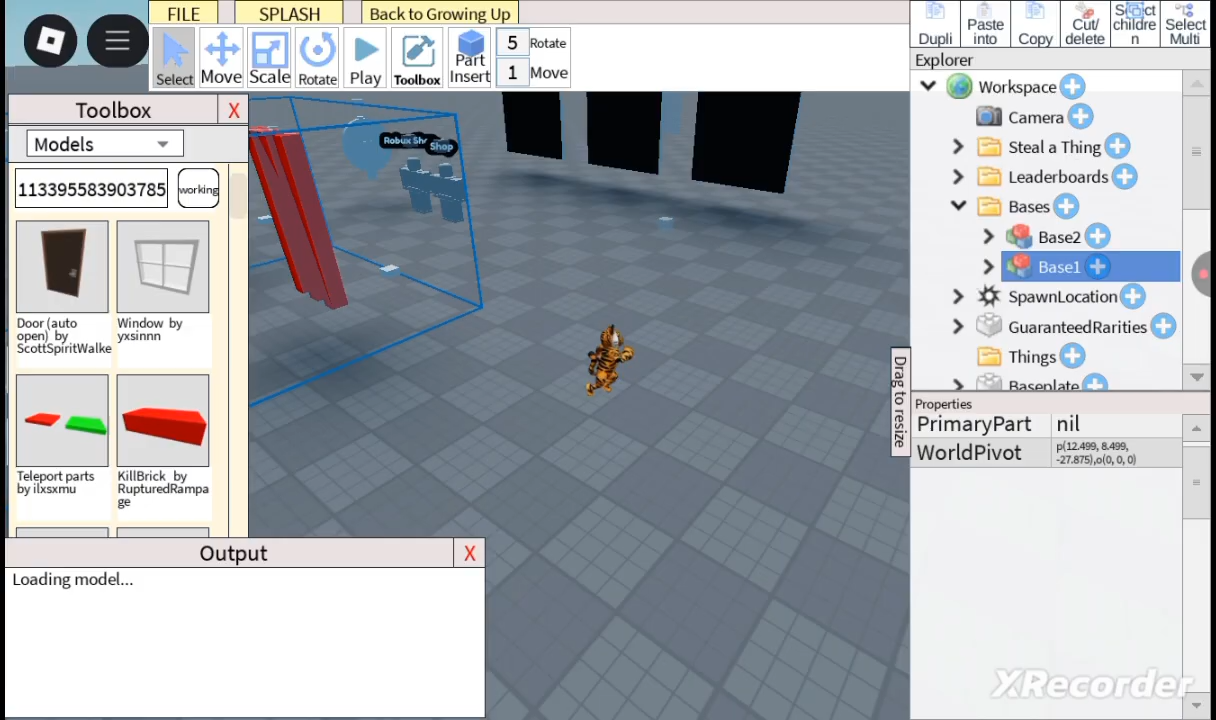 FILE
SPLASH
Back to Growing Up
Select
Move
Scale
Rotate
Play
Toolbox
Part
Insert
5 Rotate
1 Move
Dupli
Paste
into
Copy
Cut/
delete
Select
childre
n
Select
Multi
Explorer
Workspace
Camera
Steal a Thing
Leaderboards
Bases
Base2
Base1
SpawnLocation
GuaranteedRarities
Things
Baseplate
Toolbox X
Models
1133955839037 85
working
Door (auto
open) by
ScottSpiritWalke
Window by
yxsinnn
Teleport parts
by ilxsxmu
KillBrick by
RupturedRampa
ge
Robux Sho
Shop
Drag to resize
Properties
PrimaryPart nil
WorldPivot p(12.499, 8.499,
-27.875),o(0, 0, 0)
Output X
Loading model...
XRecorder